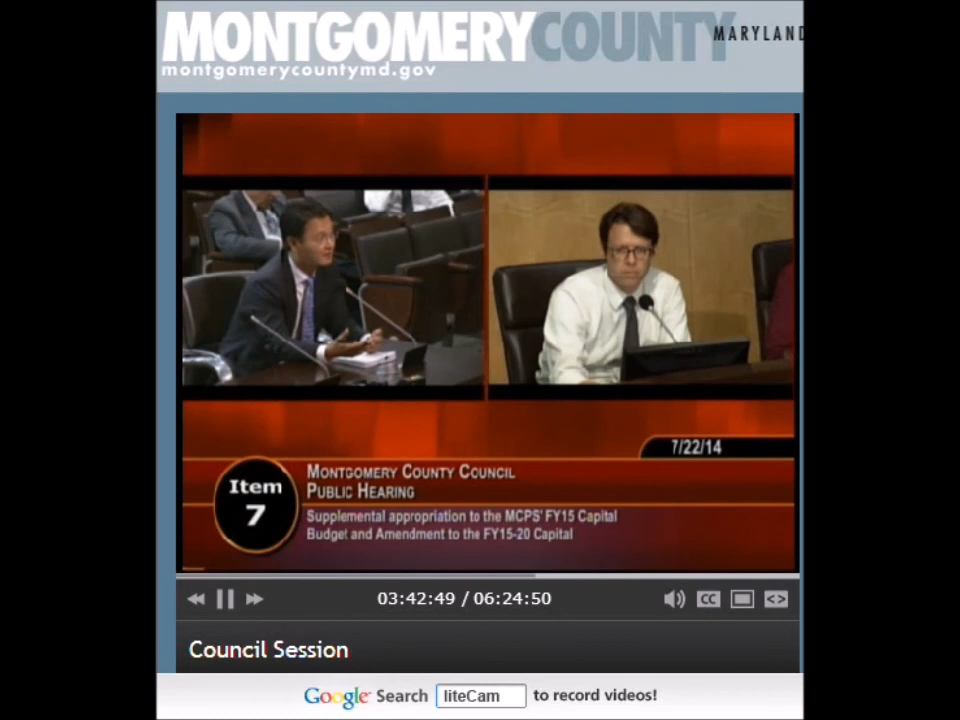 MONTGOMERYCOUNTY MARYLAND
montgomerycountymd.gov
7/22/14
Item
7
MONTGOMERY COUNTY COUNCIL
PUBLIC HEARING
Supplemental appropriation to the MCPS' FY15 Capital
Budget and Amendment to the FY15-20 Capital
03:42:49 / 06:24:50
CC
<>
Council Session
Google Search liteCam to record videos!